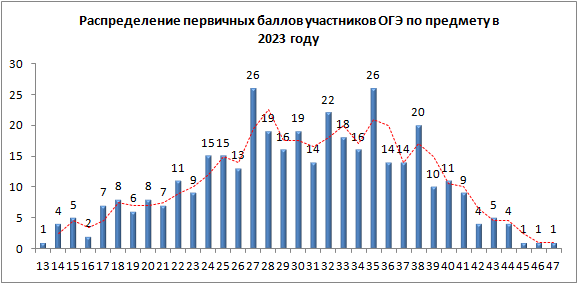 Распределение первичных баллов участников ОГЭ по предмету в
2023 году
30
25
20
15
10
5
0
1 4 5 2 7 8 6 8 7 11 9 15 15 13 26 19 16 19 14 22 18 16 26 14 14 20 10 11 9 4 5 4 1 1 1
13 14 15 16 17 18 19 20 21 22 23 24 25 26 27 28 29 30 31 32 33 34 35 36 37 38 39 40 41 42 43 44 45 46 47